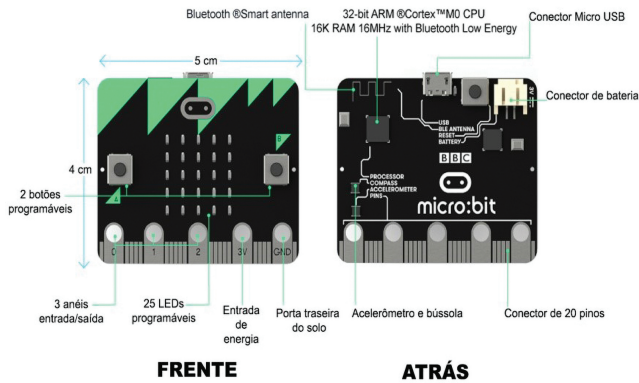 Bluetooth ®Smart antenna
32-bit ARM ®Cortex™M0 CPU
16K RAM 16MHz with Bluetooth Low Energy
Conector Micro USB
5 cm
Conector de bateria
4 cm
2 botões
programáveis
A
B
0 1 2 3V GND
3 anéis
entrada/saída
25 LEDs
programáveis
Entrada
de
energia
Porta traseira
do solo
FRENTE
USB
BLE ANTENNA
RESET
BATTERY
BBC
PROCESSOR
COMPASS
ACCELEROMETER
PINS
micro:bit
Acelerômetro e bússola
Conector de 20 pinos
ATRÁS